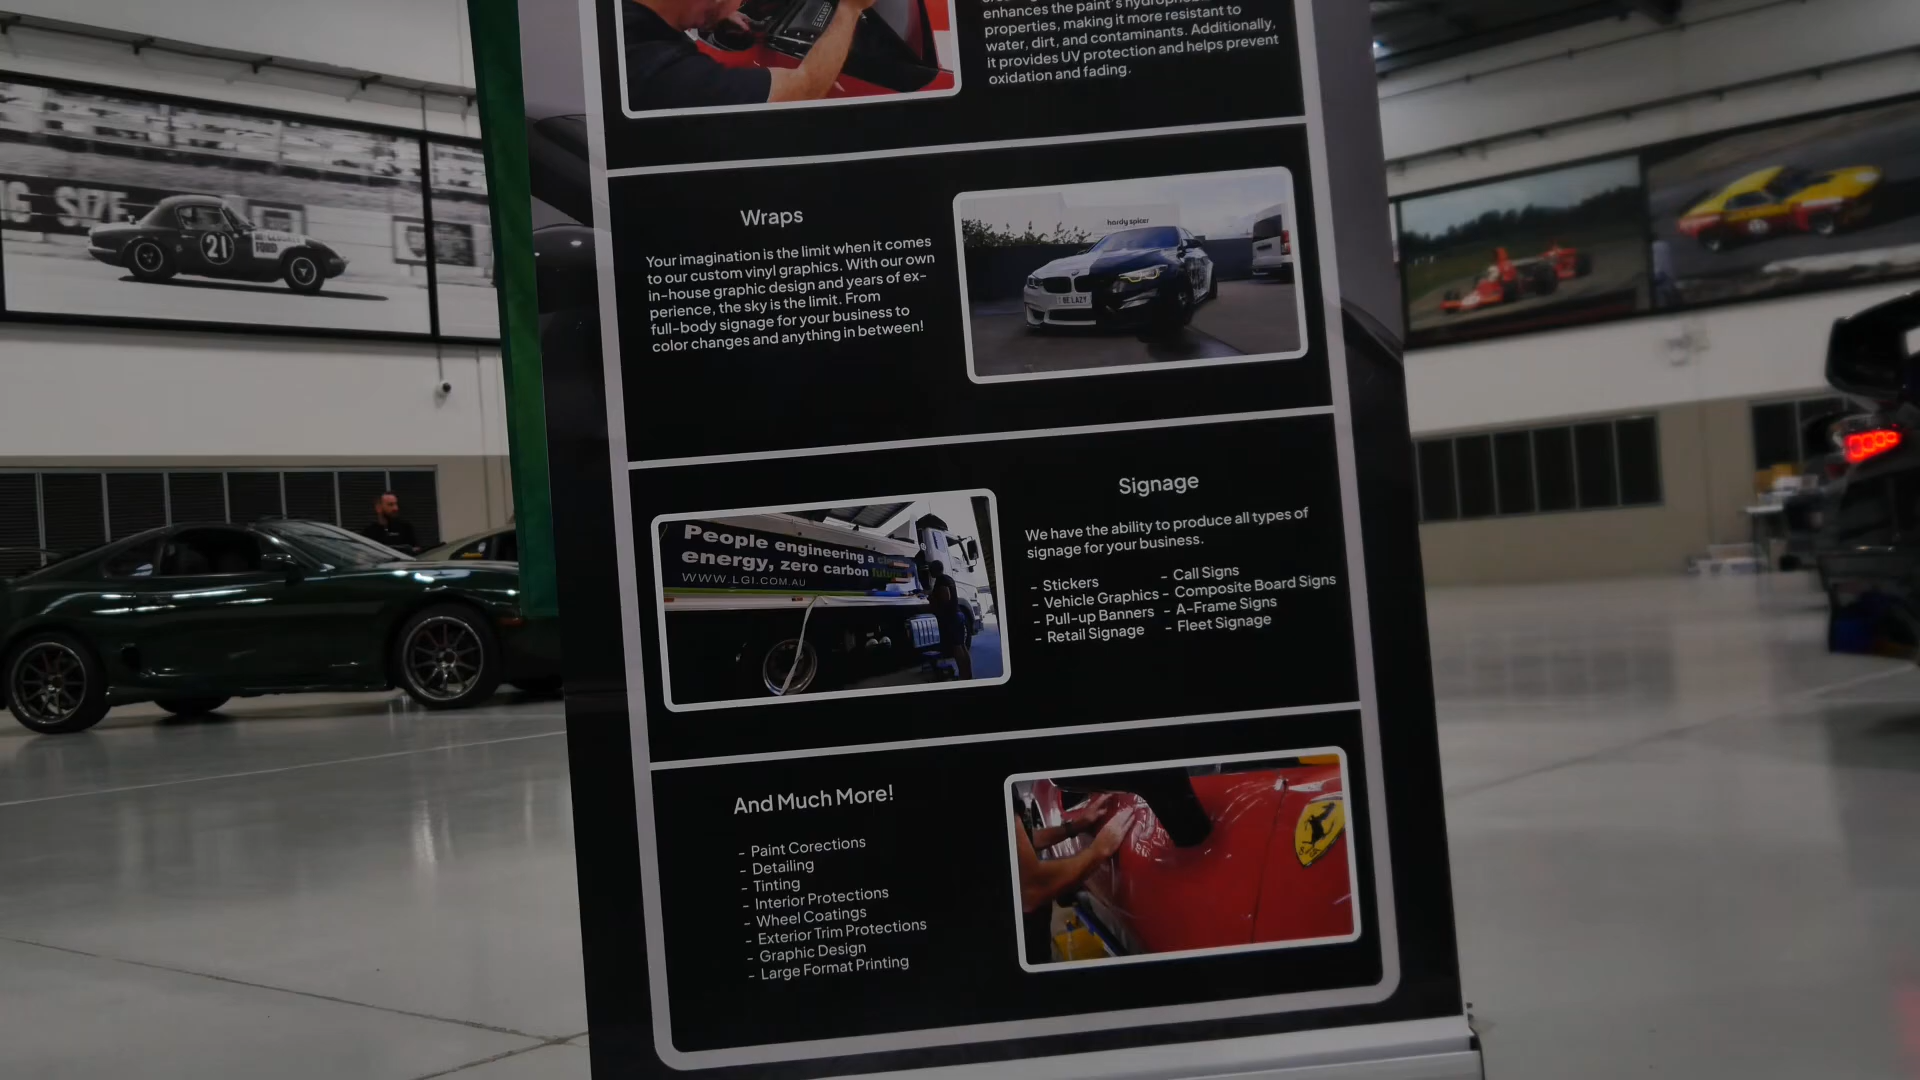 enhances the paint's
properties, making it more resistant to
water, dirt, and contaminants. Additionally,
it provides UV protection and helps prevent
oxidation and fading.
Wraps
Your imagination is the limit when it comes
to our custom vinyl graphics. With our own
in-house graphic design and years of ex-
perience, the sky is the limit. From
full-body signage for your business to
color changes and anything in between!
hardy spicer
BE LAZY
Signage
We have the ability to produce all types of
signage for your business.
- Stickers
- Vehicle Graphics
- Pull-up Banners
- Retail Signage
- Call Signs
- Composite Board Signs
- A-Frame Signs
- Fleet Signage
People engineering a
energy, zero carbon future
WWW.LGI.COM.AU
And Much More!
- Paint Corections
- Detailing
- Tinting
- Interior Protections
- Wheel Coatings
- Exterior Trim Protections
- Graphic Design
- Large Format Printing
SIZE
21
FORD